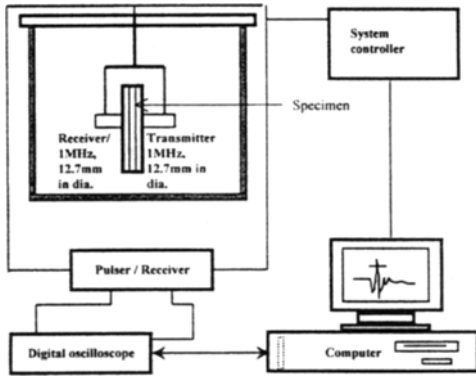 System
controller
Specimen
Receiver/
1MHz,
12.7mm
in dia.
Transmitter
1MHz,
12.7mm in
dia.
Pulser / Receiver
Digital oscilloscope
Computer